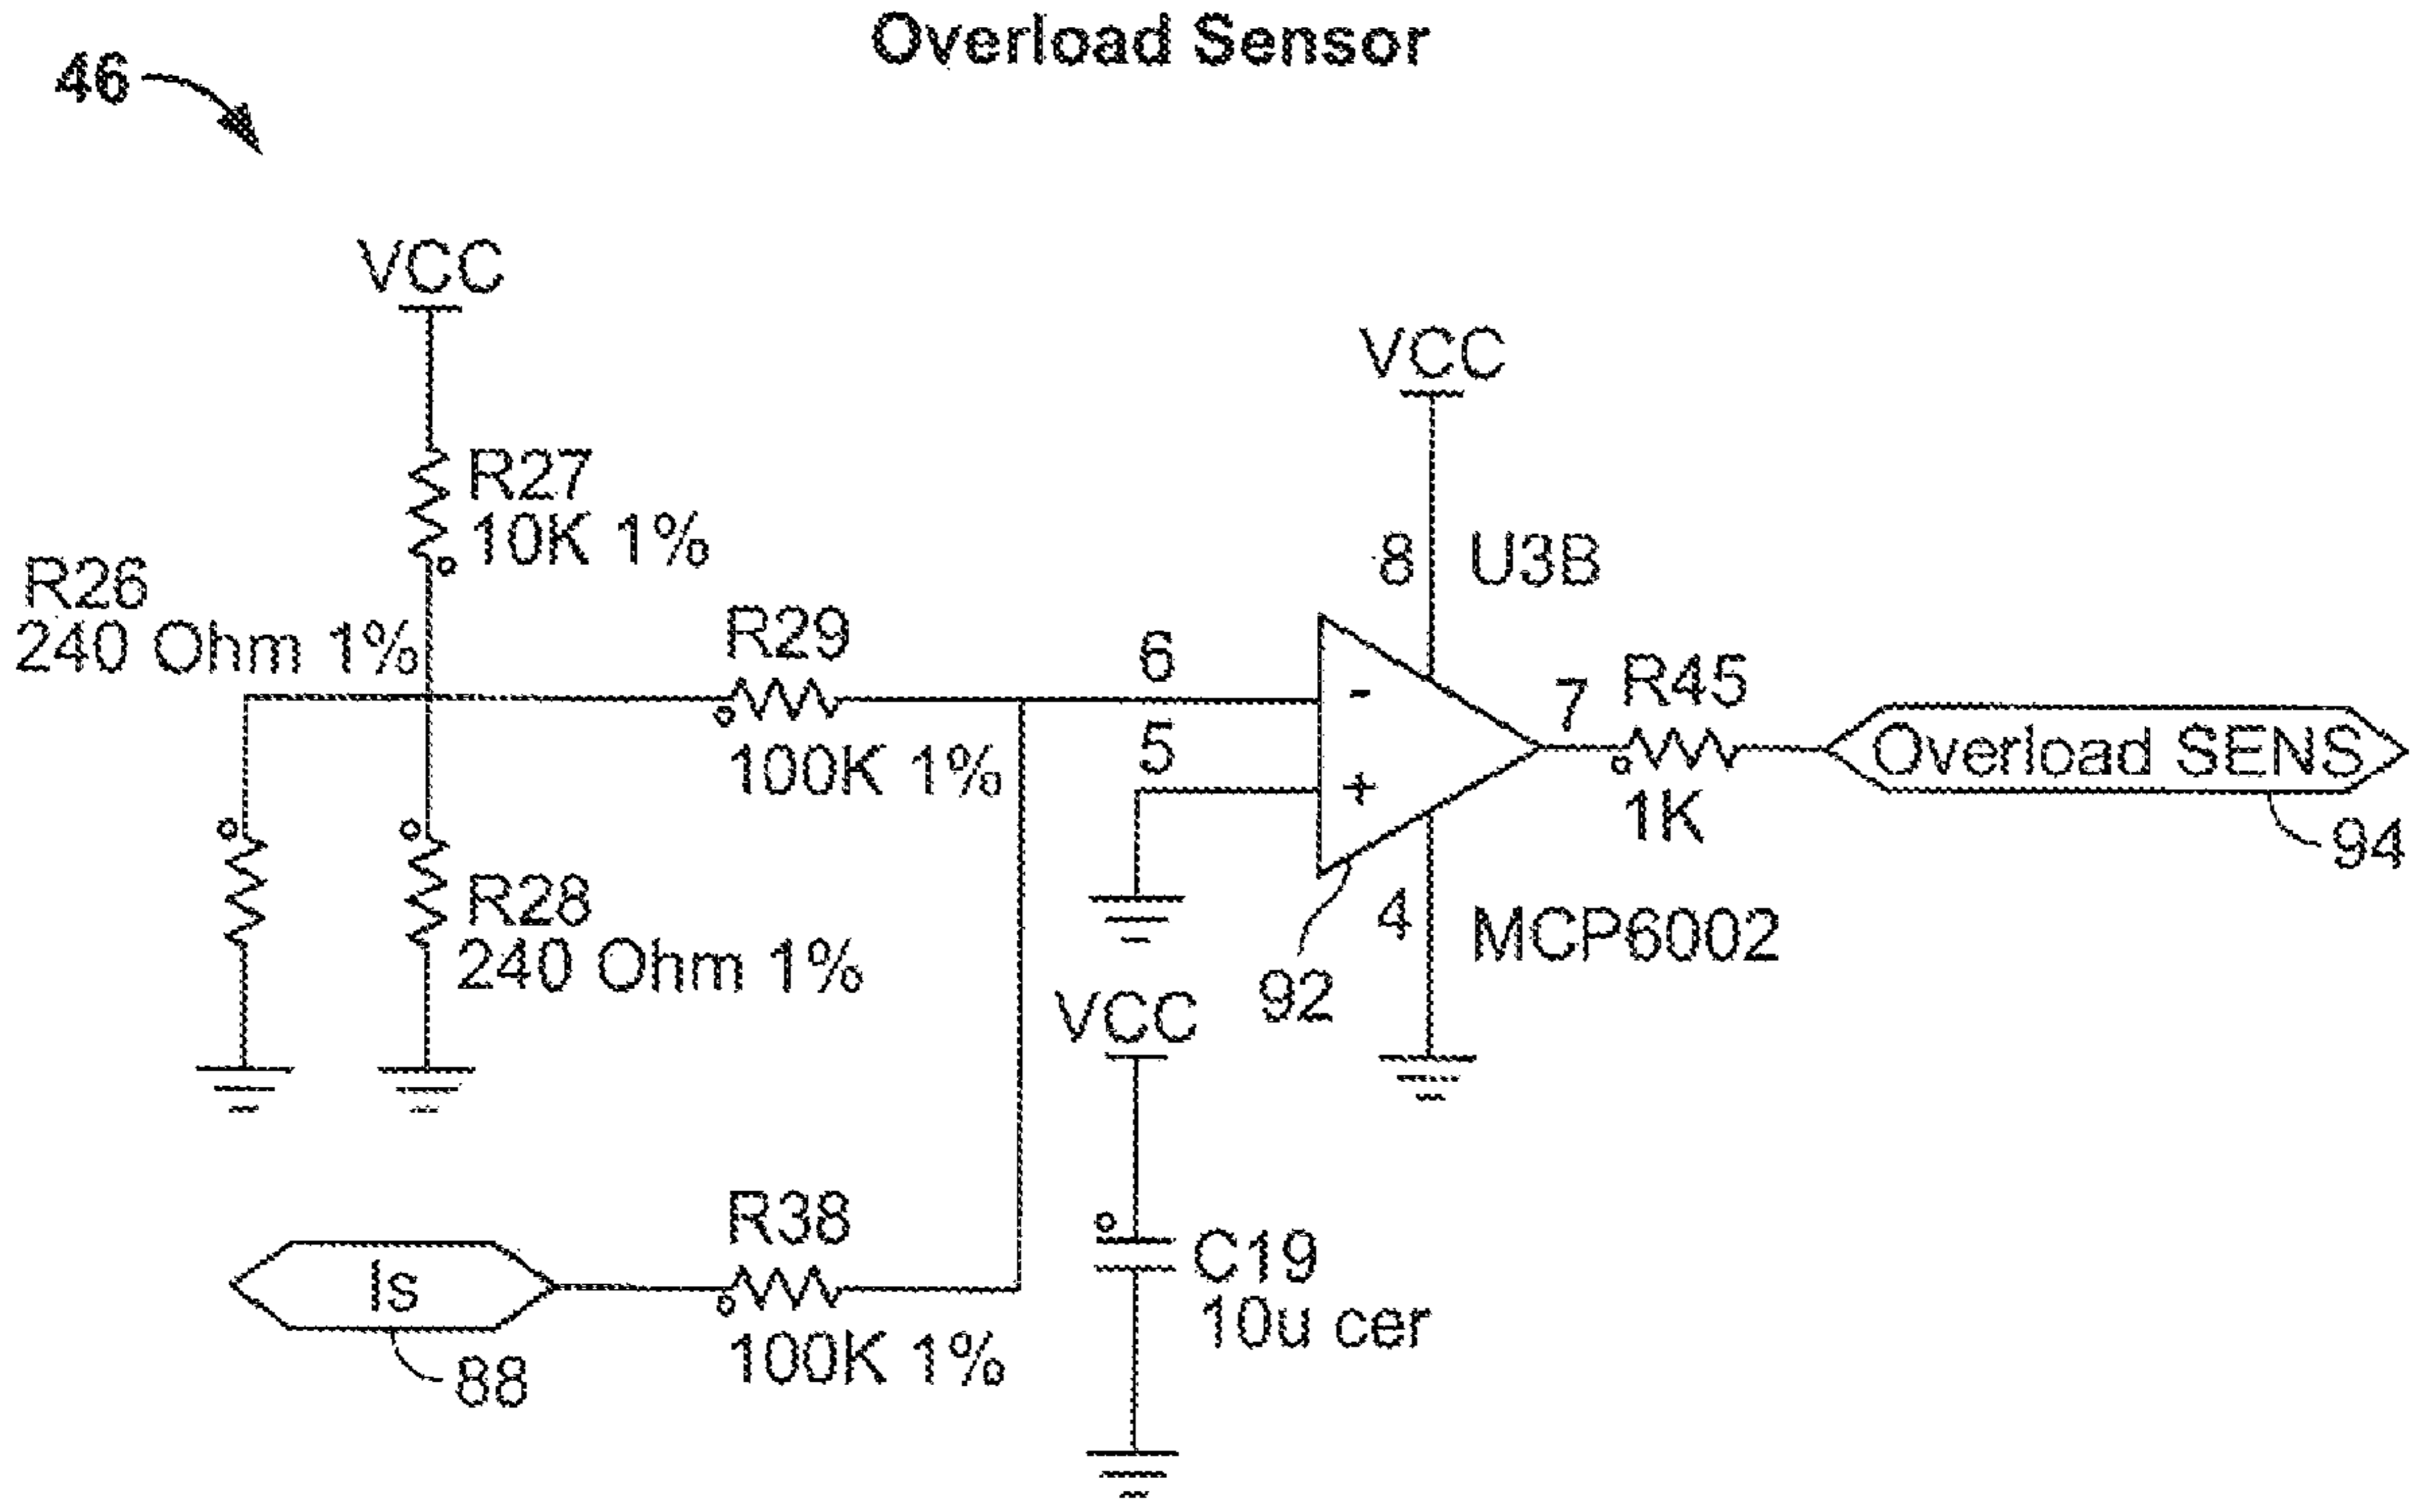 Overload Sensor
46
VCC
VCC
R27
10K 1%
8 U3B
R26
240 Ohm 1%
R29
100K 1%
6
5
-
+
7
R45
1K
Overload SENS
94
R28
240 Ohm 1%
4
MCP6002
92
VCC
R38
100K 1%
Is
88
C19
10u cer